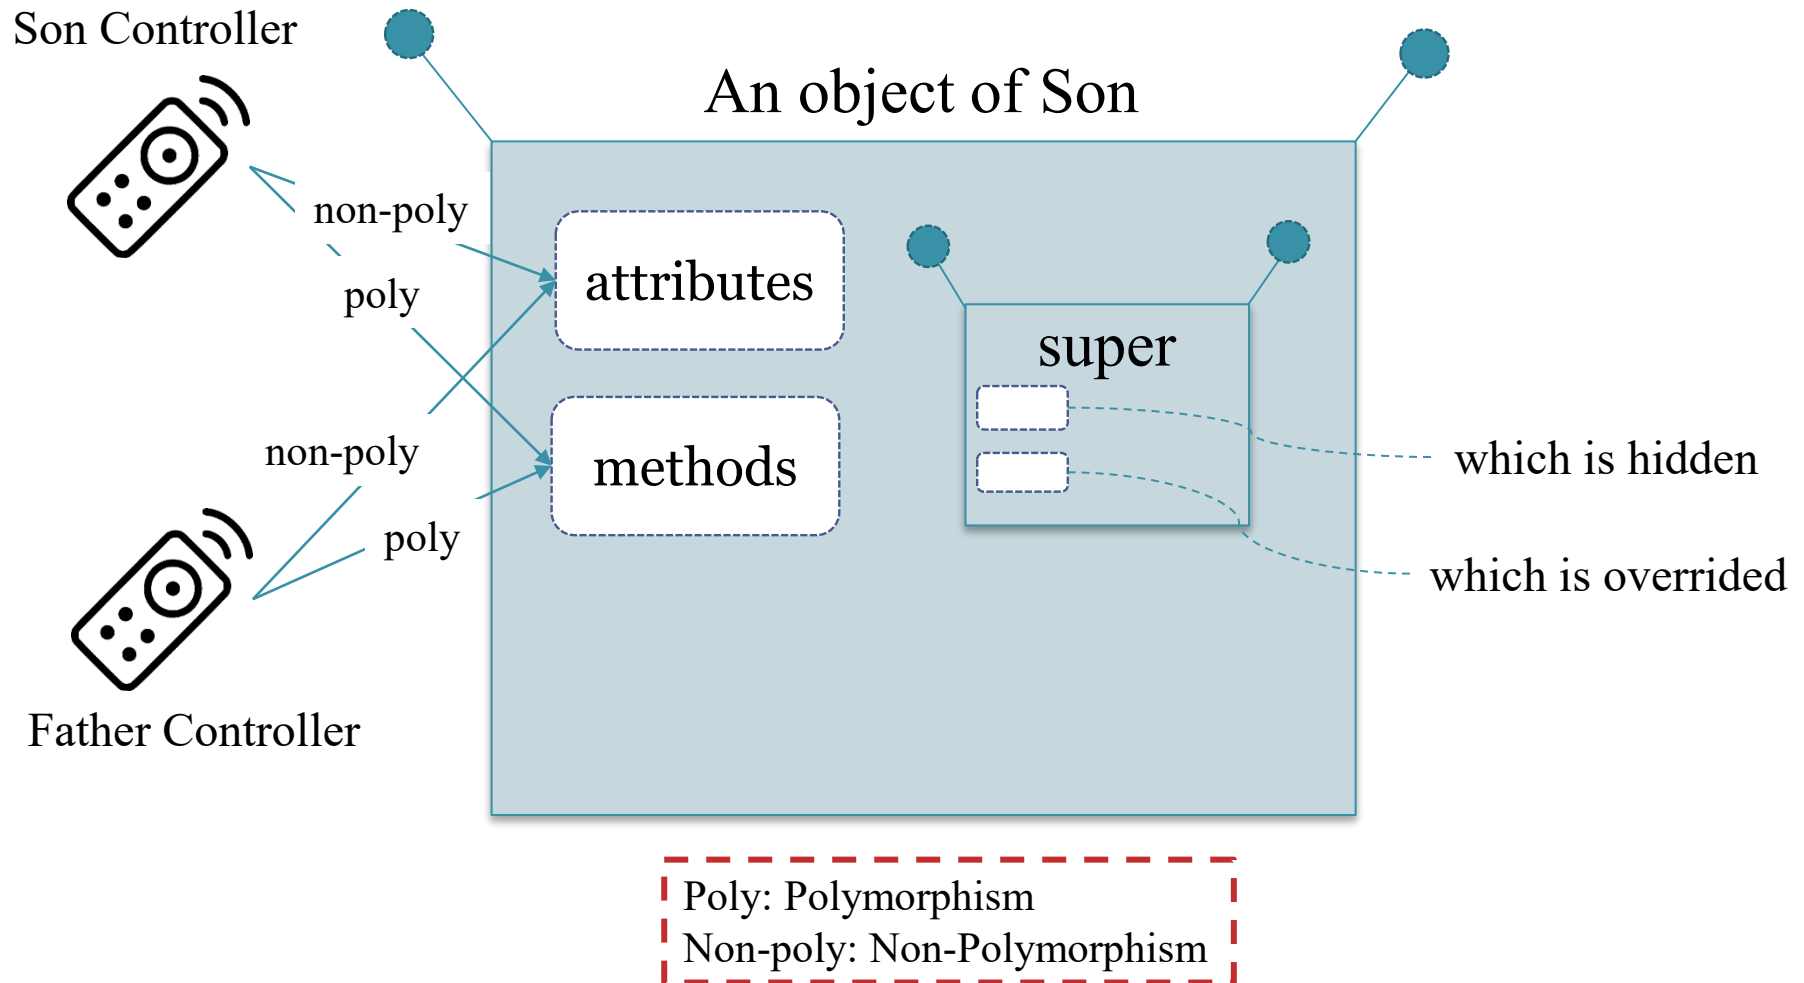 Son Controller
An object of Son
non-poly
attributes
poly
super
non-poly
methods
which is hidden
poly
which is overrided
Father Controller
Poly: Polymorphism
Non-poly: Non-Polymorphism